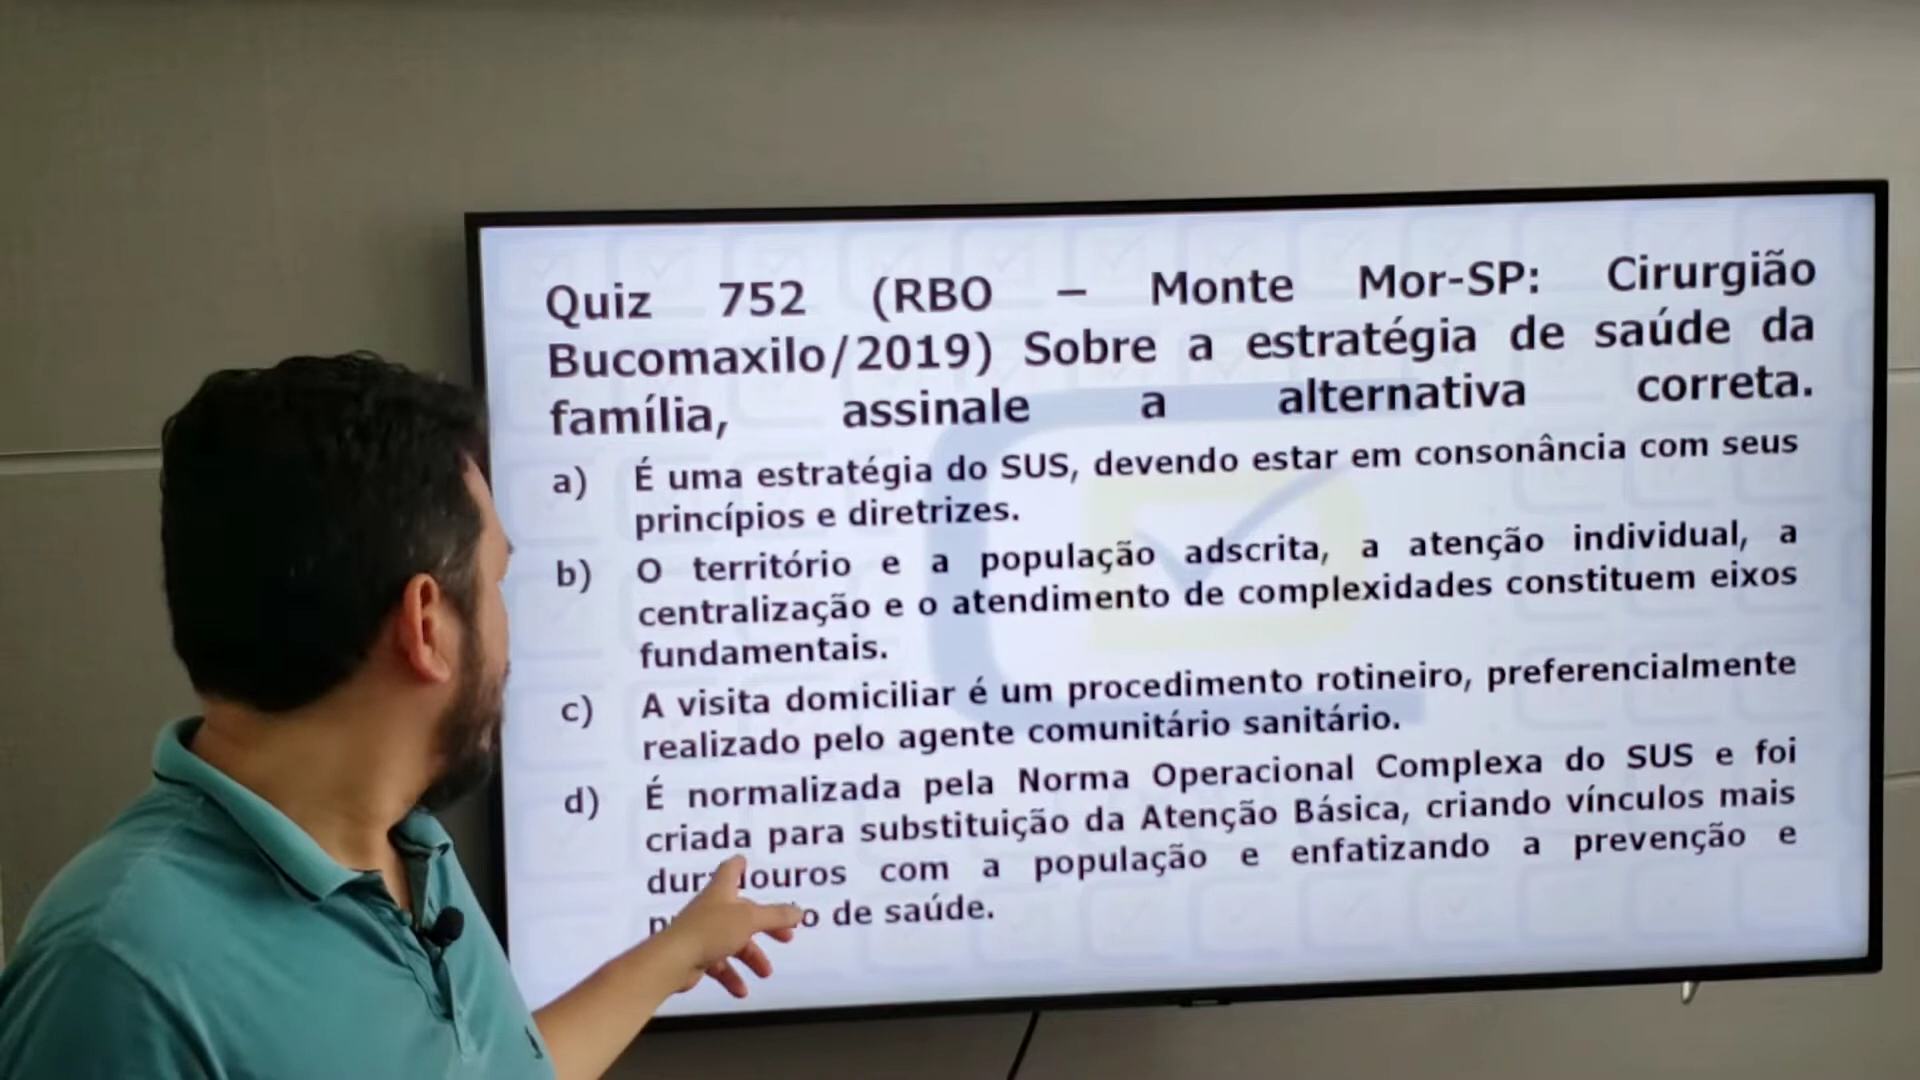 Quiz 752 (RBO – Monte Mor-SP: Cirurgião
Bucomaxilo/2019) Sobre a estratégia de saúde da
família, assinale a alternativa correta.
a) É uma estratégia do SUS, devendo estar em consonância com seus
princípios e diretrizes.
b) O território e a população adscrita, a atenção individual, a
centralização e o atendimento de complexidades constituem eixos
fundamentais.
c) A visita domiciliar é um procedimento rotineiro, preferencialmente
realizado pelo agente comunitário sanitário.
d) É normalizada pela Norma Operacional Complexa do SUS e foi
criada para substituição da Atenção Básica, criando vínculos mais
duradouros com a população e enfatizando a prevenção e
de saúde.